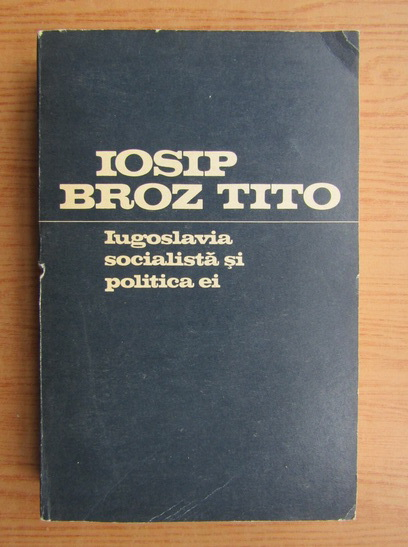 IOSIP
BROZ TITO
Iugoslavia
socialistă și
politica ei